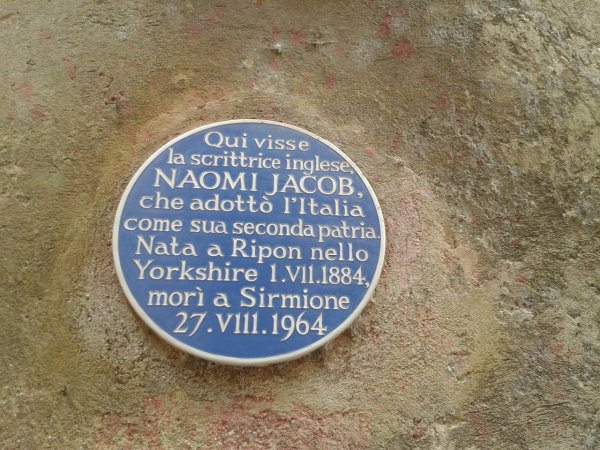 Qui visse
la scrittrice inglese,
NAOMI JACOB,
che adottò l'Italia
come sua seconda patria.
Nata a Ripon nello
Yorkshire 1.VII.1884,
morì a Sirmione
27.VIII.1964